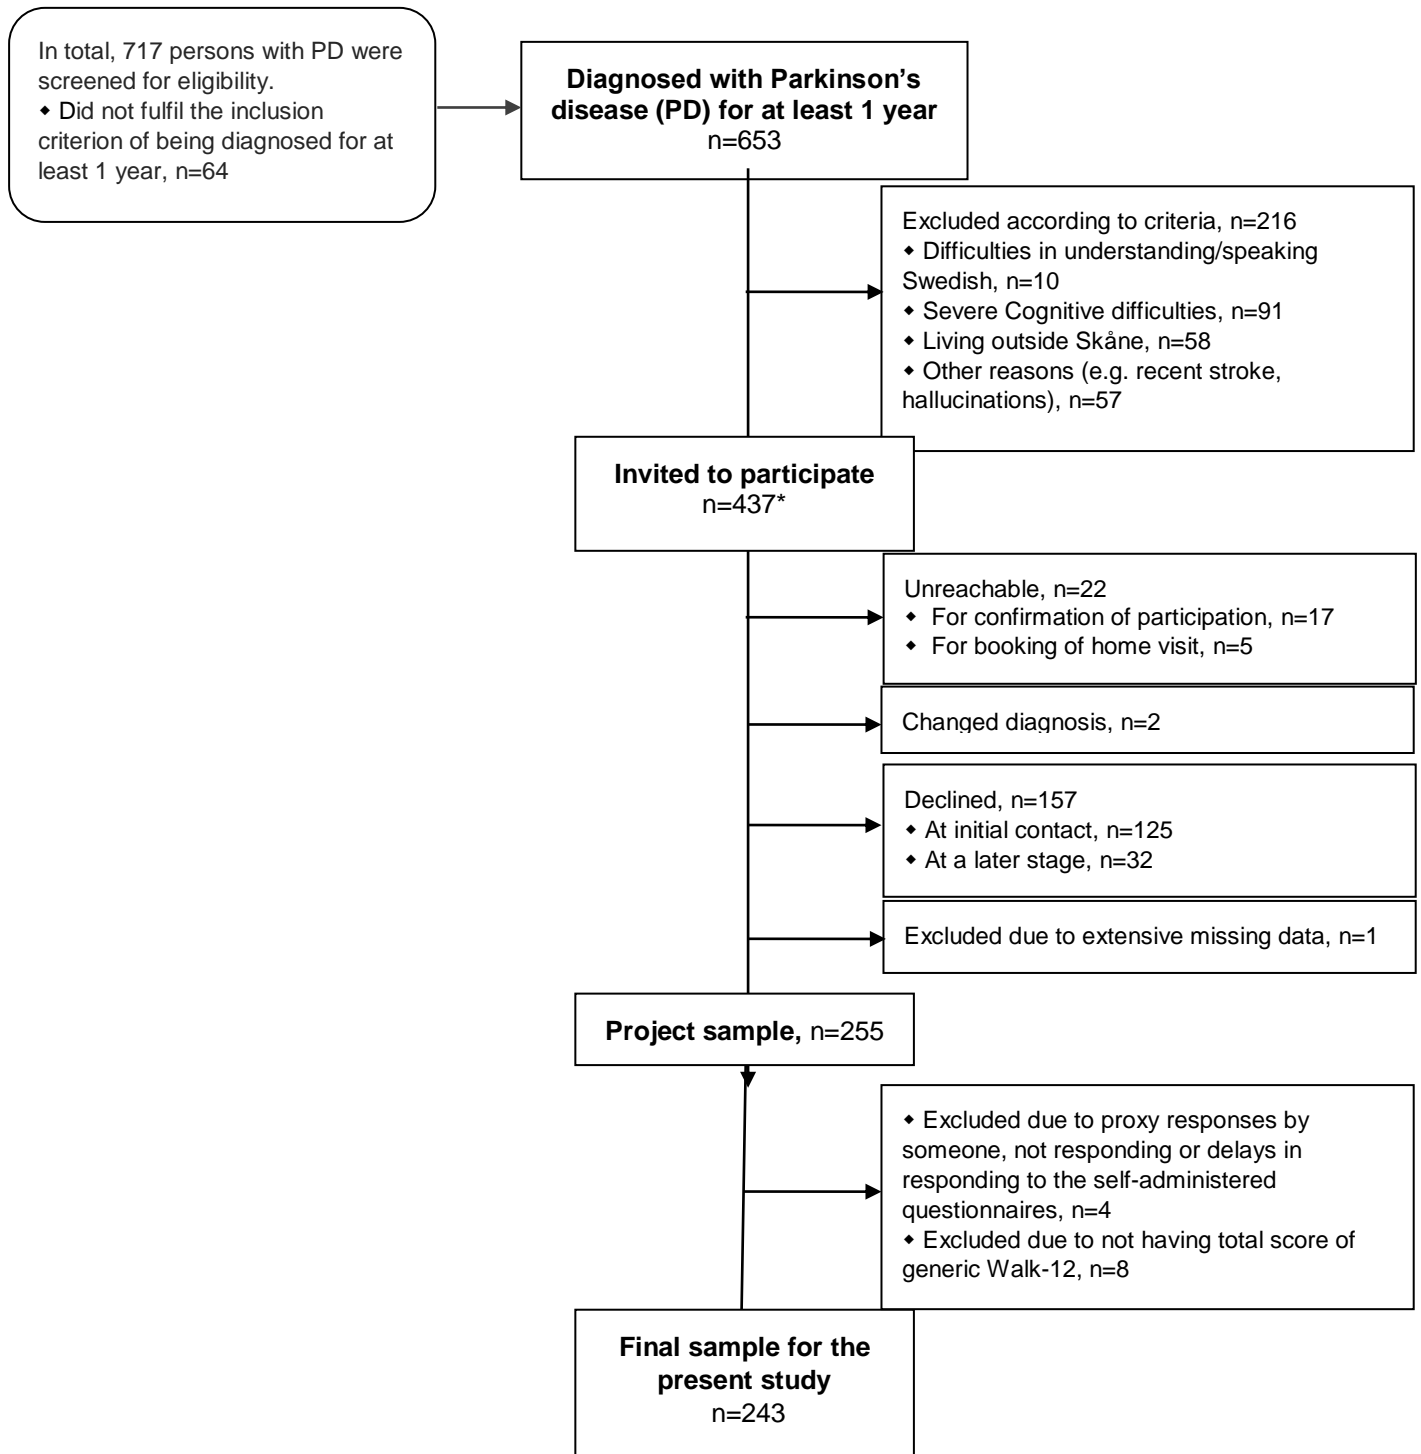 In total, 717 persons with PD were
screened for eligibility.
⬥ Did not fulfil the inclusion
criterion of being diagnosed for at
least 1 year, n=64
Diagnosed with Parkinson’s
disease (PD) for at least 1 year
n=653
Excluded according to criteria, n=216
⬥ Difficulties in understanding/speaking
Swedish, n=10
⬥ Severe Cognitive difficulties, n=91
⬥ Living outside Skåne, n=58
⬥ Other reasons (e.g. recent stroke,
hallucinations), n=57
Invited to participate
n=437*
Unreachable, n=22
⬥ For confirmation of participation, n=17
⬥ For booking of home visit, n=5
Changed diagnosis, n=2
Declined, n=157
⬥ At initial contact, n=125
⬥ At a later stage, n=32
Excluded due to extensive missing data, n=1
Project sample, n=255
⬥ Excluded due to proxy responses by
someone, not responding or delays in
responding to the self-administered
questionnaires, n=4
⬥ Excluded due to not having total score of
generic Walk-12, n=8
Final sample for the
present study
n=243